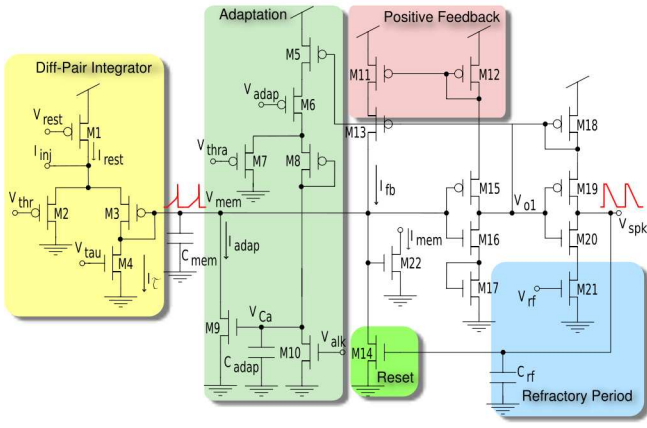 Adaptation
Positive Feedback
Diff-Pair Integrator
M5
M11
M12
V_adap
M6
V_rest
M1
M13
M18
I_inj
I_rest
V_thra
M7
M8
V_thr
M2
M3
V_mem
I_fb
M15
V_o1
M19
V_spk
V_tau
M4
I_τ
C_mem
I_adap
I_mem
M22
M16
M20
M17
V_rf
M21
M9
V_Ca
C_adap
M10
V_alk
M14
Reset
C_rf
Refractory Period